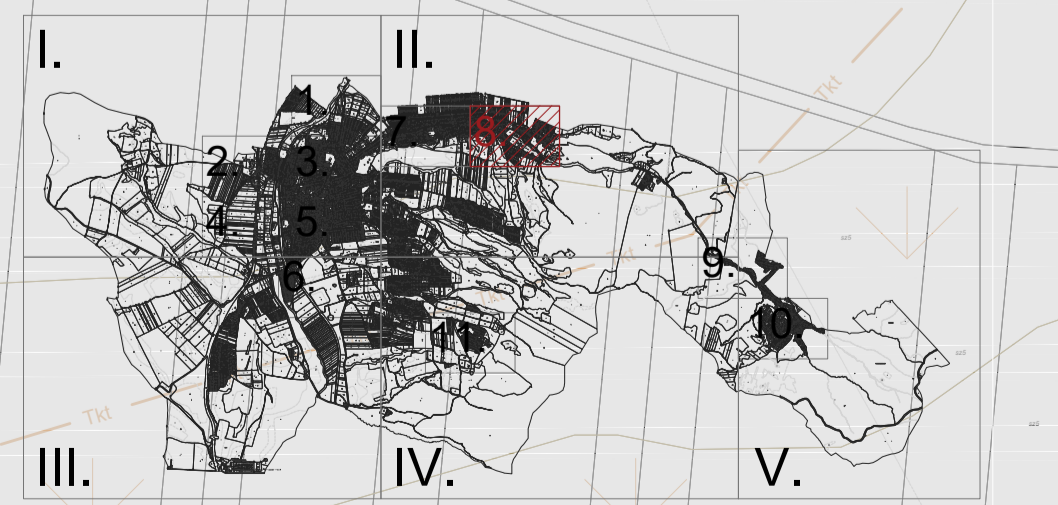 I.
II.
1.
7.
8
2.
3.
4.
5.
6.
9.
10.
11.
III.
IV.
V.
Tkt
Tkt
Tkt